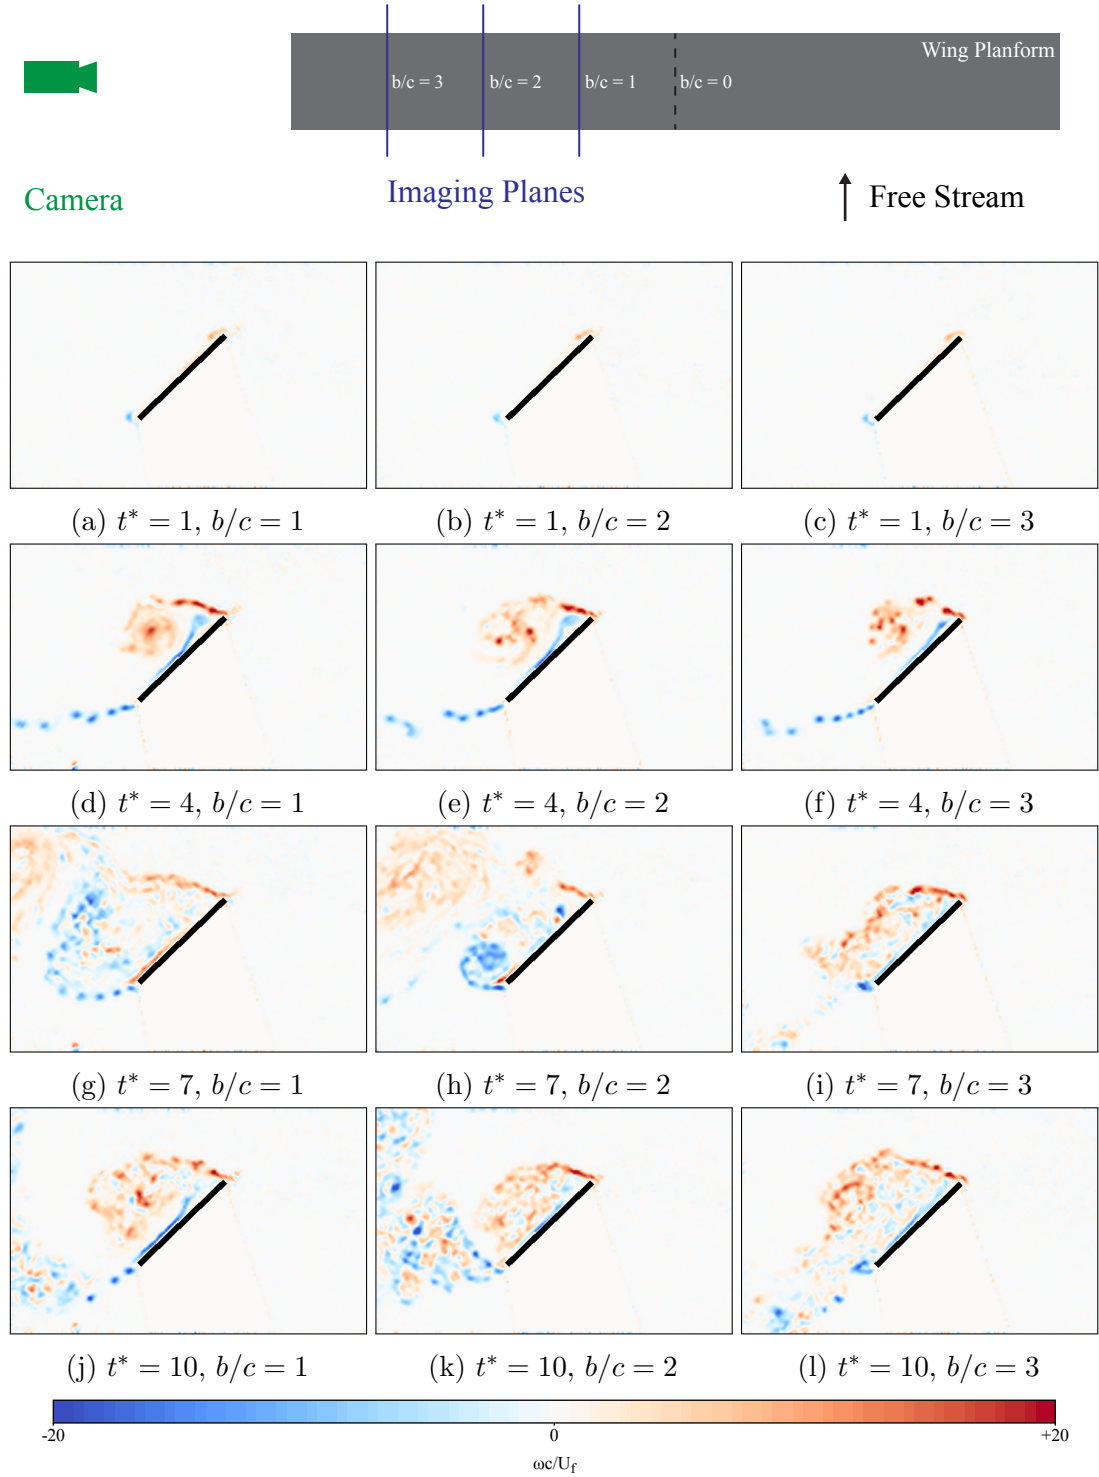 Wing Planform
b/c = 3 b/c = 2 b/c = 1 b/c = 0
Camera Imaging Planes Free Stream
(a) t* = 1, b/c = 1 (b) t* = 1, b/c = 2 (c) t* = 1, b/c = 3
(d) t* = 4, b/c = 1 (e) t* = 4, b/c = 2 (f) t* = 4, b/c = 3
(g) t* = 7, b/c = 1 (h) t* = 7, b/c = 2 (i) t* = 7, b/c = 3
(j) t* = 10, b/c = 1 (k) t* = 10, b/c = 2 (l) t* = 10, b/c = 3
-20 0 +20
ωc/U_f